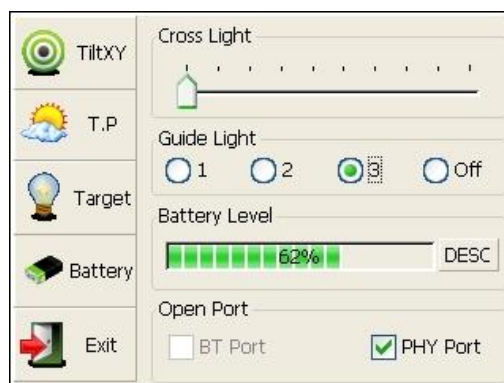 TiltXY
T.P
Target
Battery
Exit
Cross Light
Guide Light
1 2 3 Off
Battery Level
62% DESC
Open Port
BT Port PHY Port